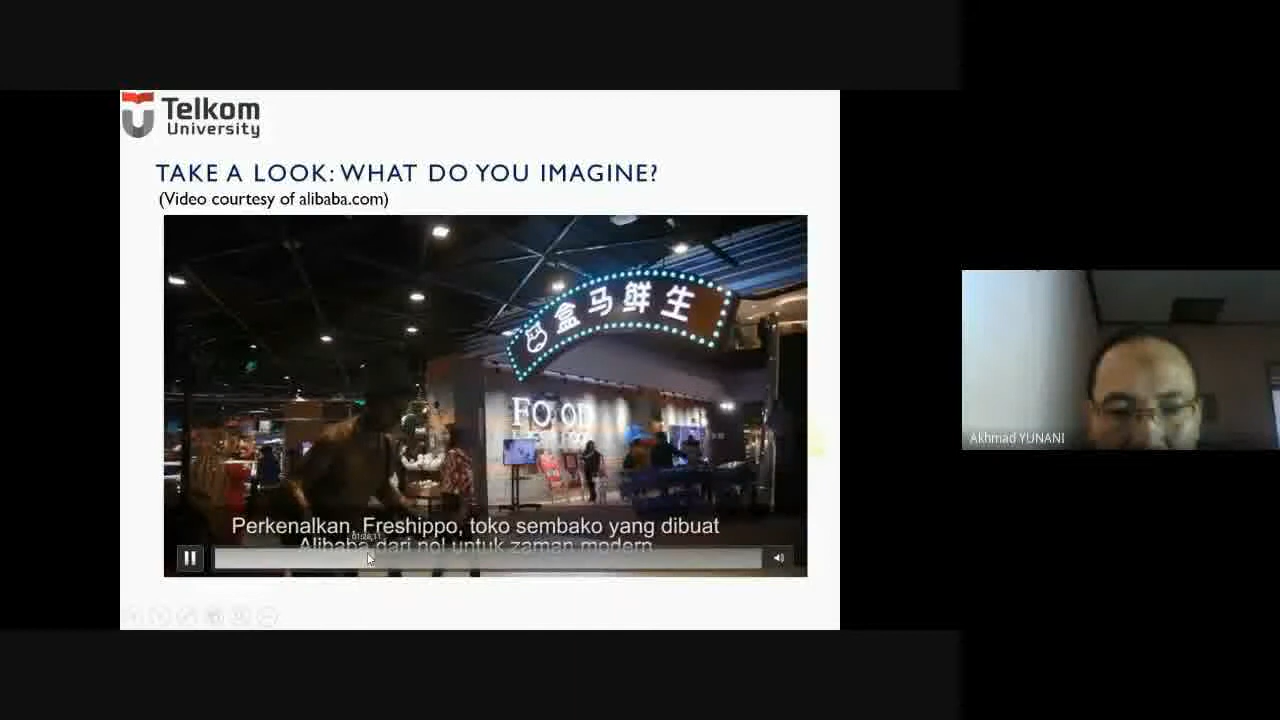 Telkom
University
TAKE A LOOK: WHAT DO YOU IMAGINE?
(Video courtesy of alibaba.com)
盒马鲜生
FOOD
Perkenalkan, Freshippo, toko sembako yang dibuat
Alibaba dari nol untuk zaman modern.
Akhmad YUNANI